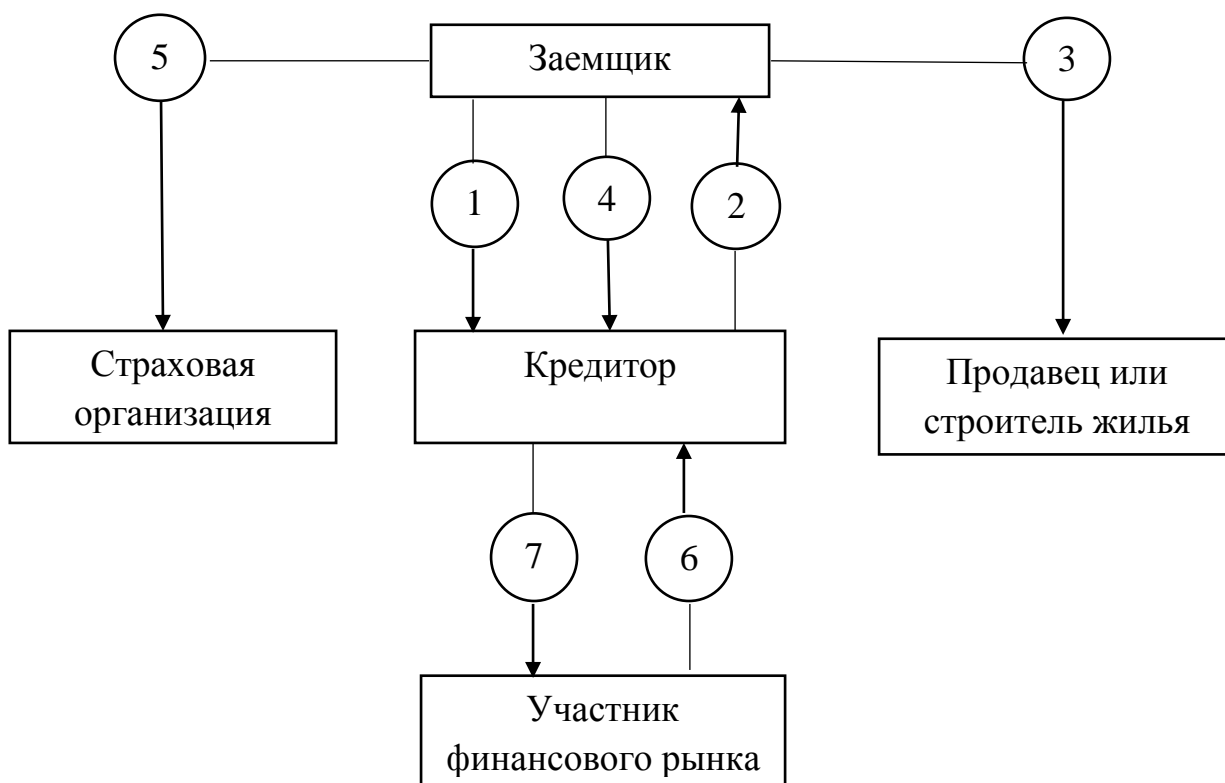 5
Заемщик
3
1
4
2
Страховая
организация
Кредитор
Продавец или
строитель жилья
7
6
Участник
финансового рынка